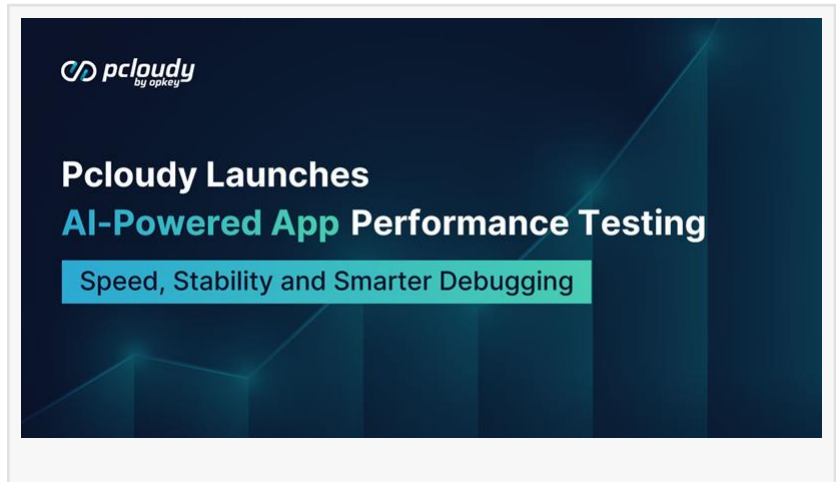 pcloudy
by opkey
Pcloudy Launches
AI-Powered App Performance Testing
Speed, Stability and Smarter Debugging